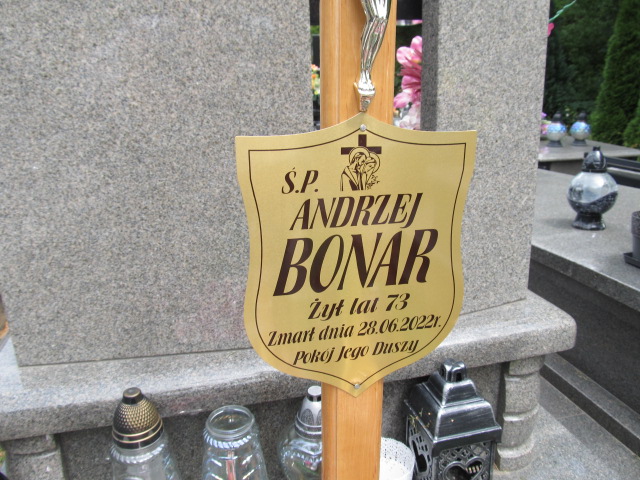 Ś.P.
ANDRZEJ
BONAR
Żył lat 73
Zmarł dnia 28.06.2022r.
Pokój Jego Duszy